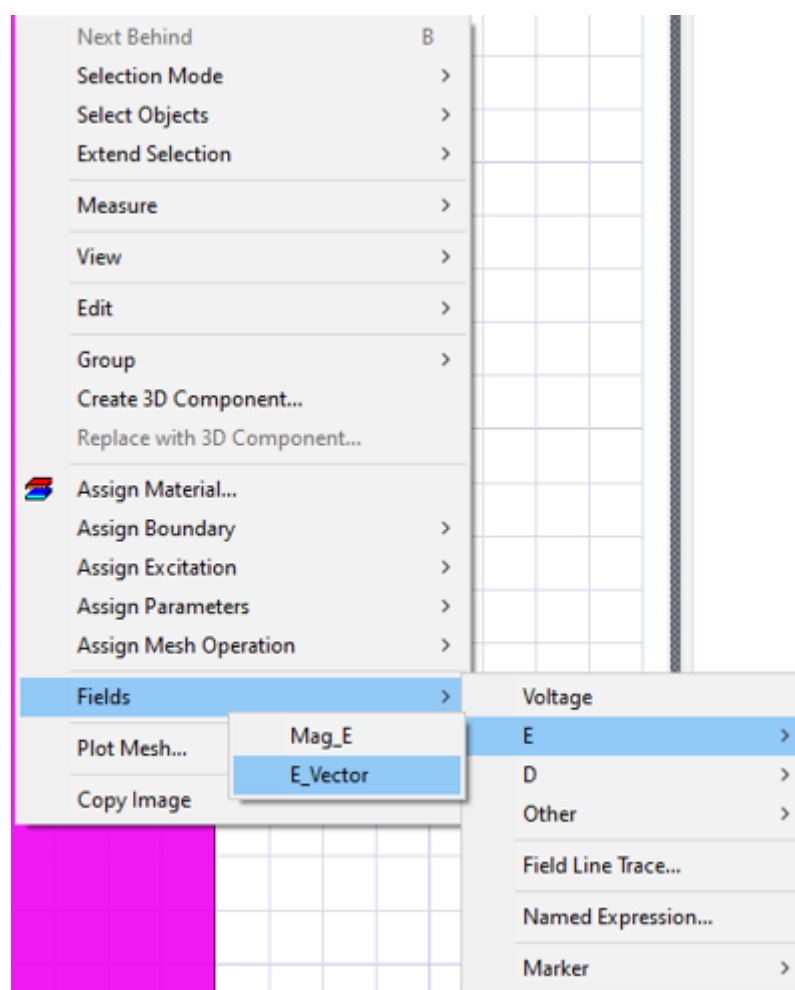 Next Behind B
Selection Mode
Select Objects
Extend Selection
Measure
View
Edit
Group
Create 3D Component...
Replace with 3D Component...
Assign Material...
Assign Boundary
Assign Excitation
Assign Parameters
Assign Mesh Operation
Fields
Plot Mesh...
Copy Image
Mag_E
E_Vector
Voltage
E
D
Other
Field Line Trace...
Named Expression...
Marker